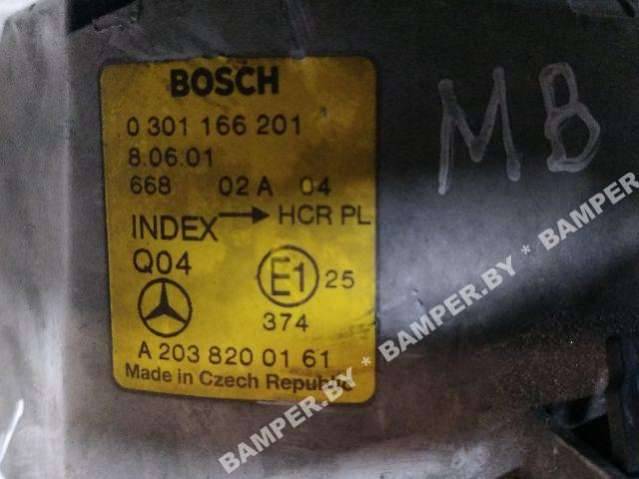 BOSCH
0 301 166 201
8.06.01
668 02 A 04
INDEX → HCR PL
Q04
E1 25
374
A 203 820 01 61
Made in Czech Republic
MB
BAMPER.BY * BAMPER.BY * BAMPER.BY